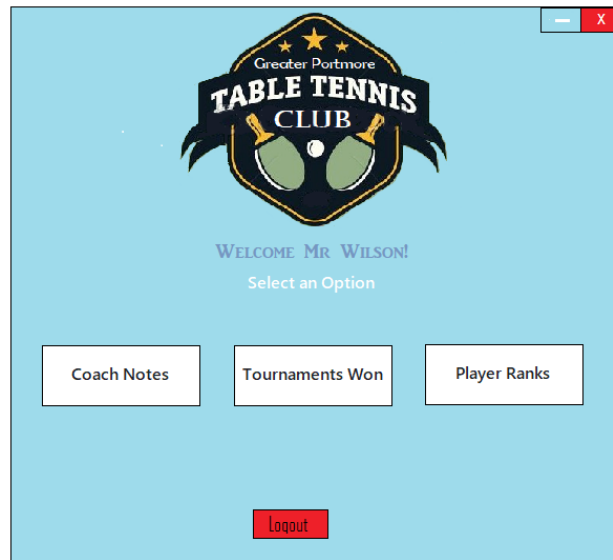 — X
Greater Portmore
TABLE TENNIS
CLUB
WELCOME MR WILSON!
Select an Option
Coach Notes
Tournaments Won
Player Ranks
Logout